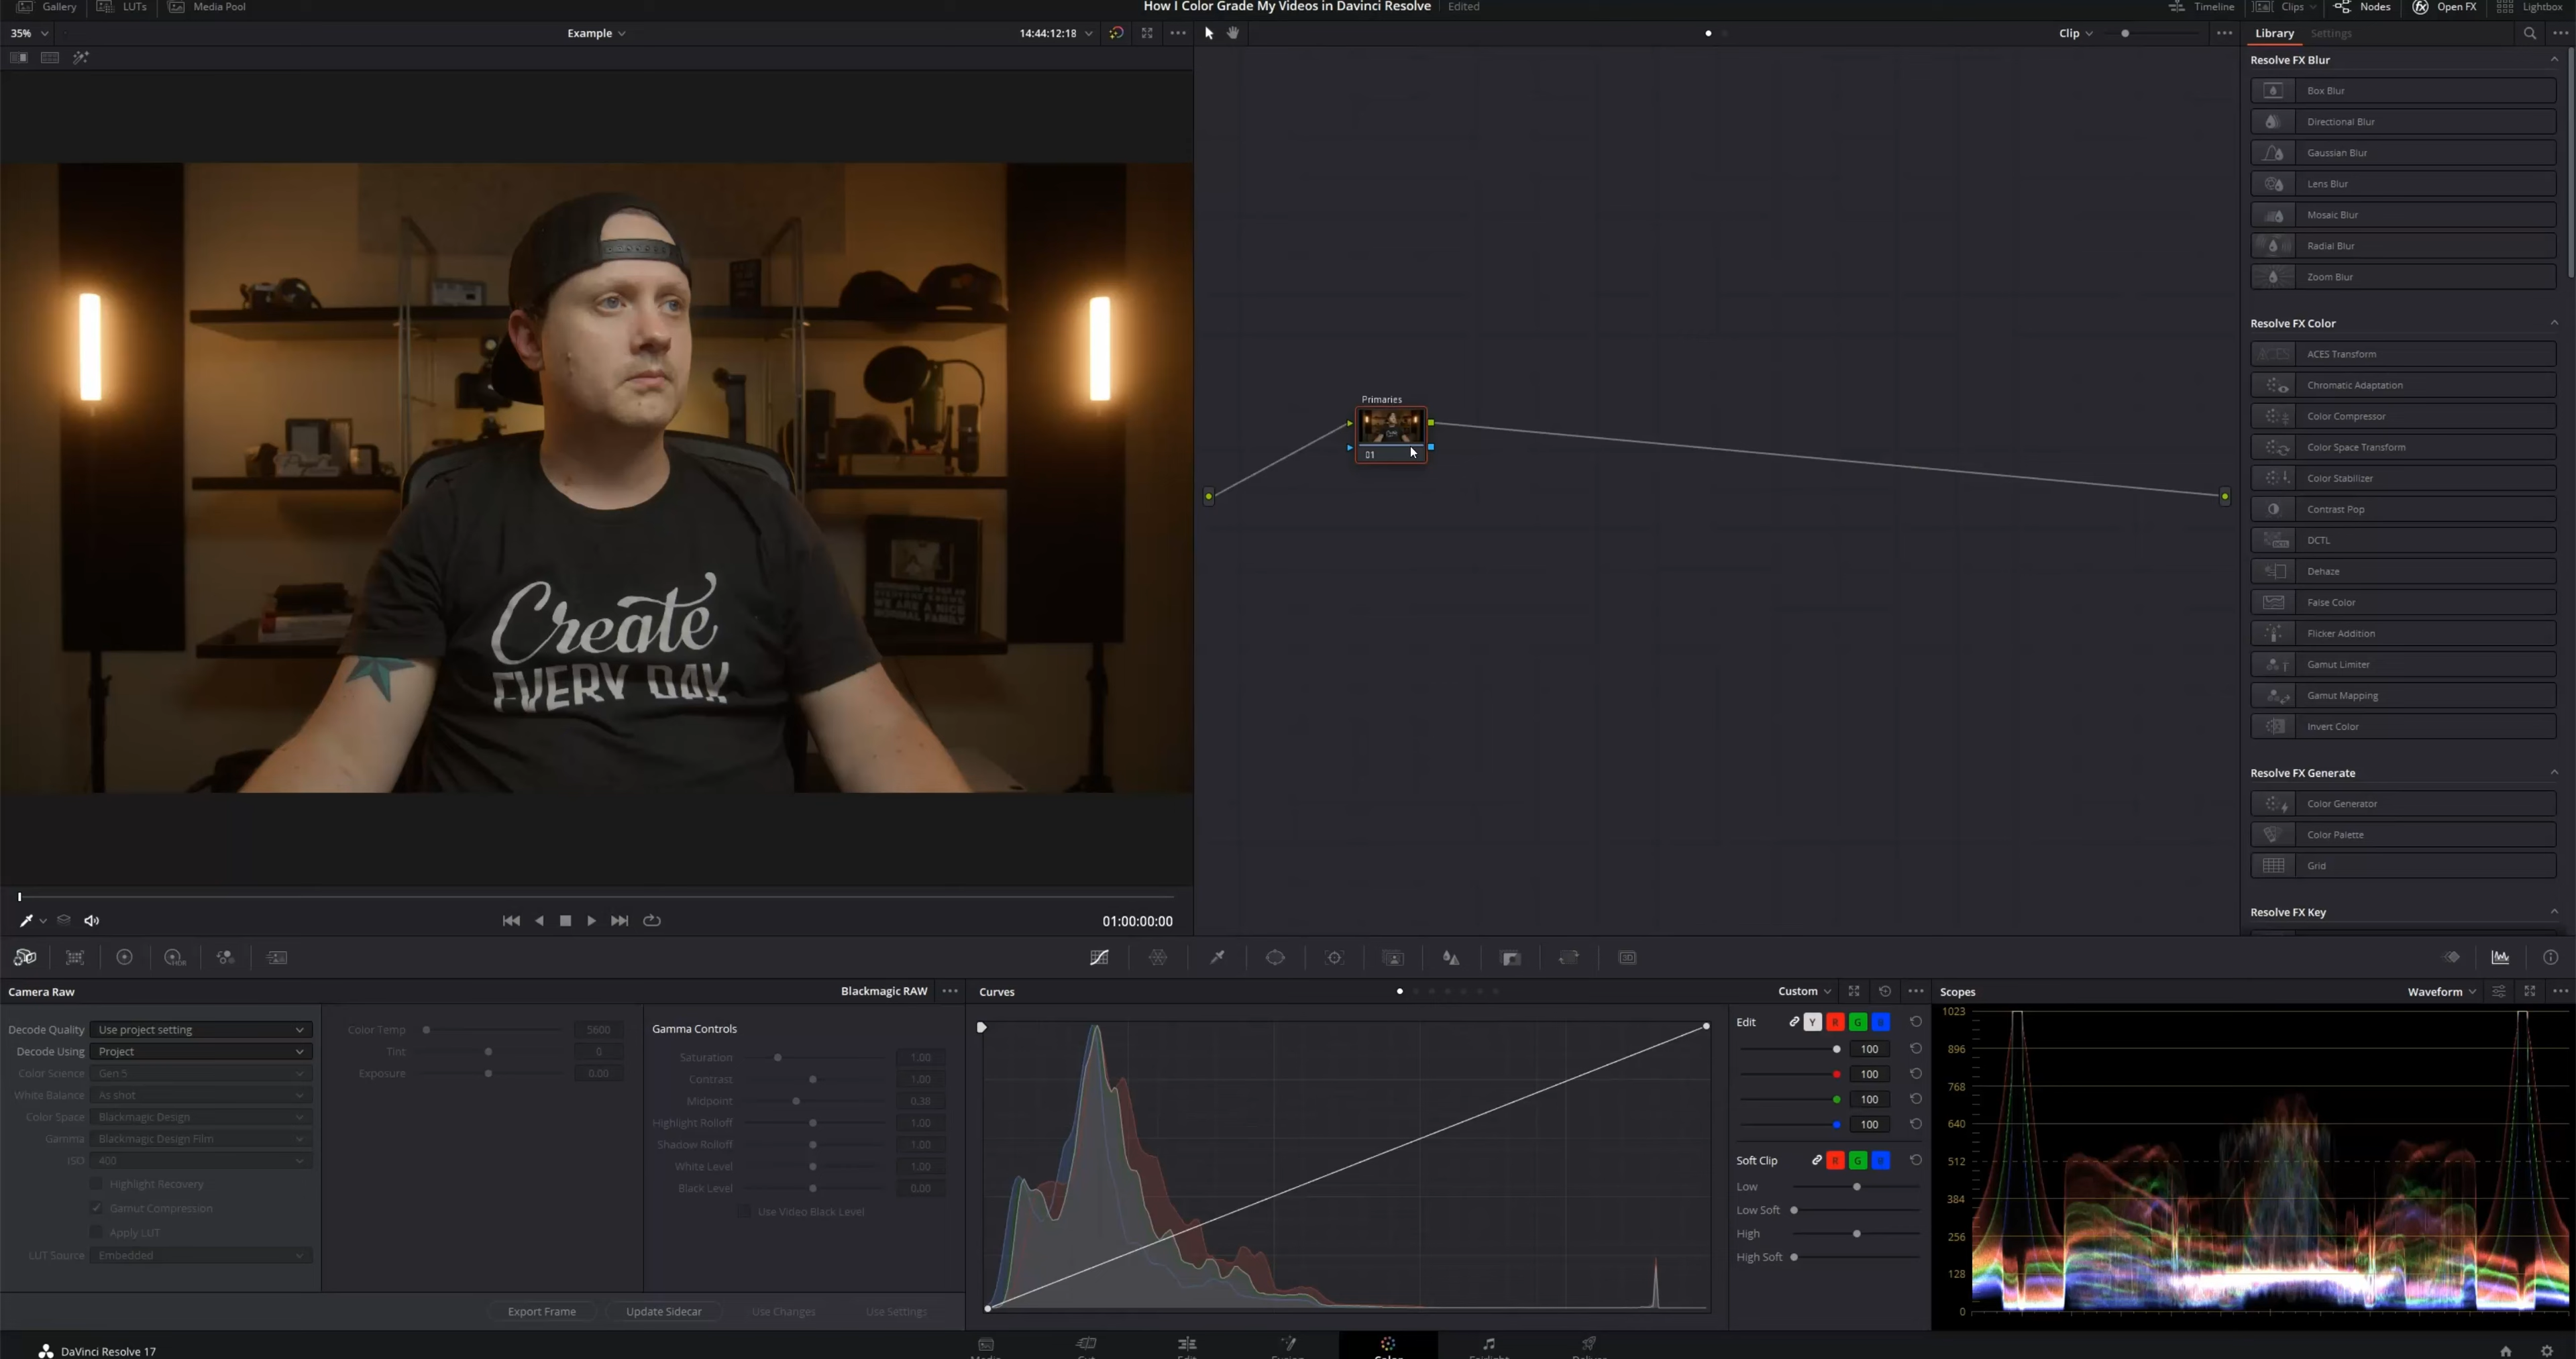 Gallery
LUTs
Media Pool
How I Color Grade My Videos in Davinci Resolve
Edited
Timeline
Clips
Nodes
Open FX
Lightbox
35%
Example
14:44:12:18
Clip
Library
Settings
Resolve FX Blur
Box Blur
Directional Blur
Gaussian Blur
Lens Blur
Mosaic Blur
Radial Blur
Zoom Blur
Resolve FX Color
ACES Transform
Chromatic Adaptation
Color Compressor
Color Space Transform
Color Stabilizer
Contrast Pop
DCTL
Dehaze
False Color
Flicker Addition
Gamut Limiter
Gamut Mapping
Invert Color
Resolve FX Generate
Color Generator
Color Palette
Grid
Resolve FX Key
Primaries
01
Create
EVERY DAY
WE ARE A NICE
NORMAL FAMILY
01:00:00:00
Camera Raw
Blackmagic RAW
Decode Quality Use project setting
Decode Using Project
Color Science Gen 5
White Balance As shot
Color Space Blackmagic Design
Gamma Blackmagic Design Film
ISO 400
Highlight Recovery
Gamut Compression
Apply LUT
LUT Source Embedded
Color Temp 5600
Tint 0
Exposure 0.00
Gamma Controls
Saturation 1.00
Contrast 1.00
Midpoint 0.38
Highlight Rolloff 1.00
Shadow Rolloff 1.00
White Level 1.00
Black Level 0.00
Use Video Black Level
Export Frame
Update Sidecar
Use Changes
Use Settings
Curves
Custom
Edit Y R G B
100
100
100
100
Soft Clip R G B
Low
Low Soft
High
High Soft
Scopes
Waveform
1023
896
768
640
512
384
256
128
0
DaVinci Resolve 17